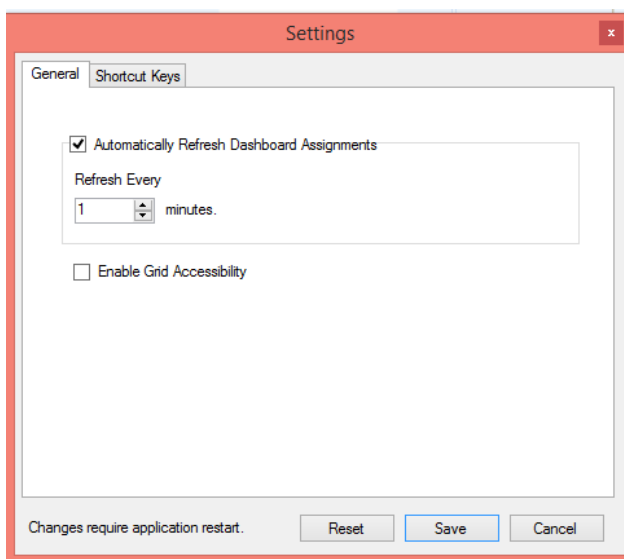 Settings
x
General Shortcut Keys
Automatically Refresh Dashboard Assignments
Refresh Every
1 minutes.
Enable Grid Accessibility
Changes require application restart. Reset Save Cancel